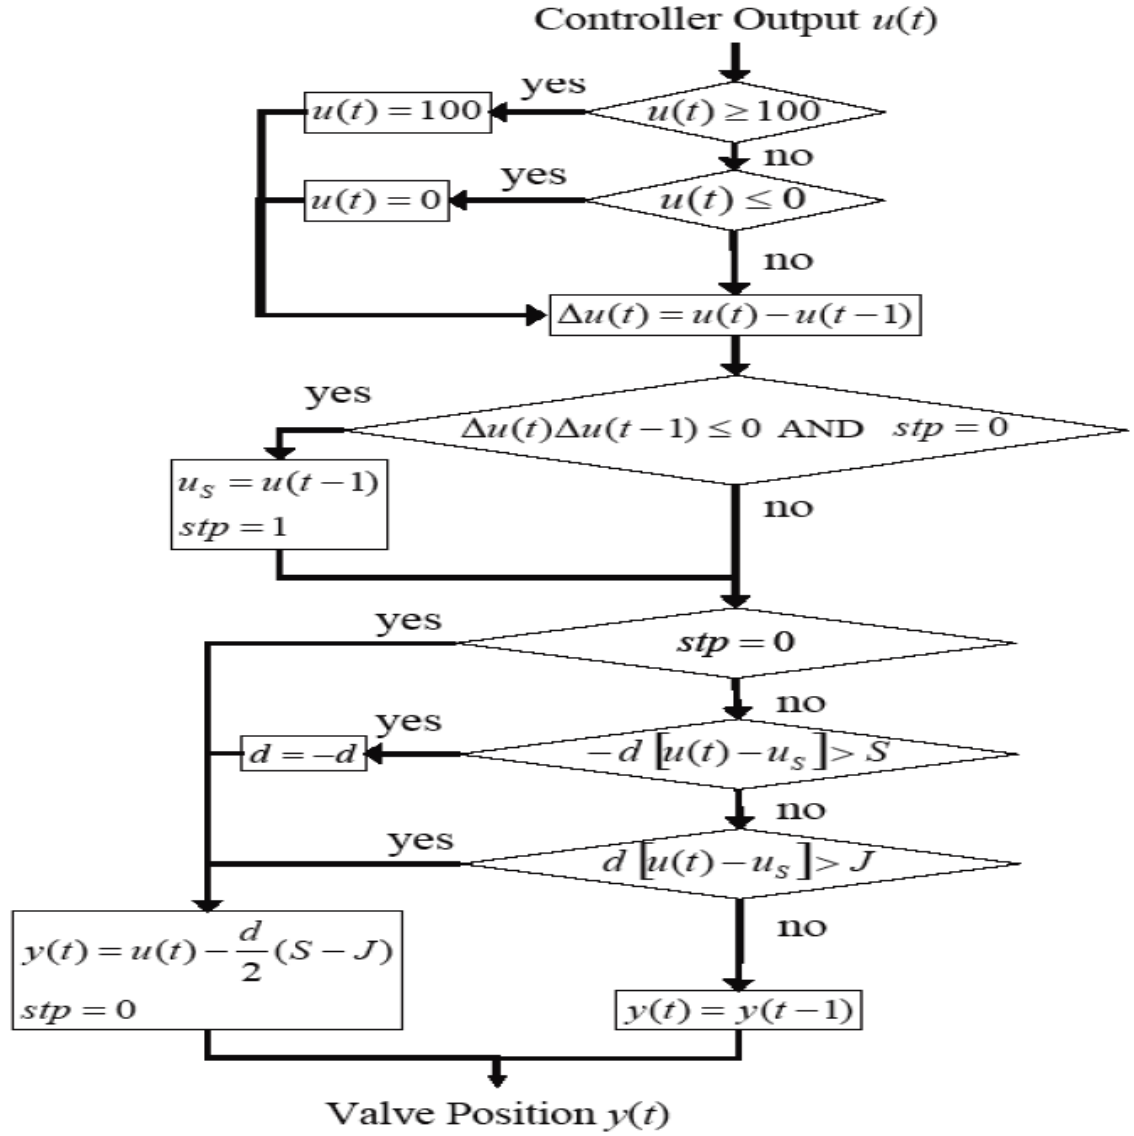 Controller Output u(t)
yes
u(t) = 100
u(t) ≥ 100
no
yes
u(t) = 0
u(t) ≤ 0
no
Δu(t) = u(t) − u(t − 1)
yes
Δu(t)Δu(t − 1) ≤ 0 AND stp = 0
u_S = u(t − 1)
stp = 1
no
yes
stp = 0
no
yes
d = −d
− d [u(t) − u_S] > S
no
yes
d [u(t) − u_S] > J
no
y(t) = u(t) − d/2 (S − J)
stp = 0
y(t) = y(t − 1)
Valve Position y(t)